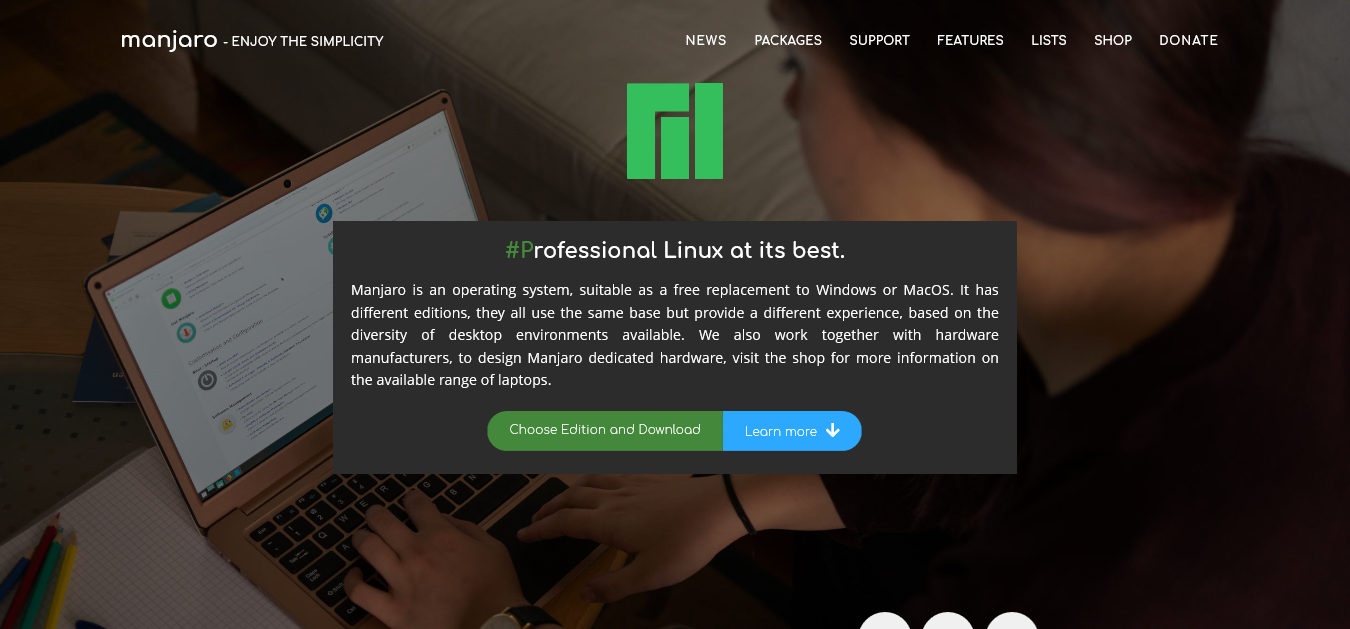 manjaro - ENJOY THE SIMPLICITY
NEWS PACKAGES SUPPORT FEATURES LISTS SHOP DONATE
#Professional Linux at its best.
Manjaro is an operating system, suitable as a free replacement to Windows or MacOS. It has
different editions, they all use the same base but provide a different experience, based on the
diversity of desktop environments available. We also work together with hardware
manufacturers, to design Manjaro dedicated hardware, visit the shop for more information on
the available range of laptops.
Choose Edition and Download
Learn more